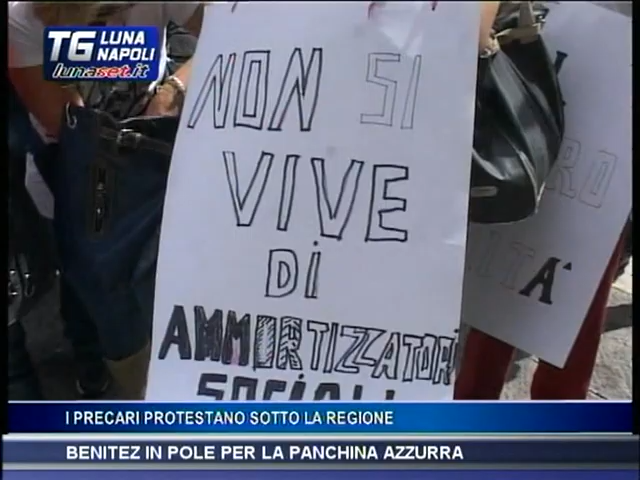 TG LUNA
NAPOLI
lunaset.it
NON SI
VIVE
DI
AMMORTIZZATORI
SOCIALI
I PRECARI PROTESTANO SOTTO LA REGIONE
BENITEZ IN POLE PER LA PANCHINA AZZURRA